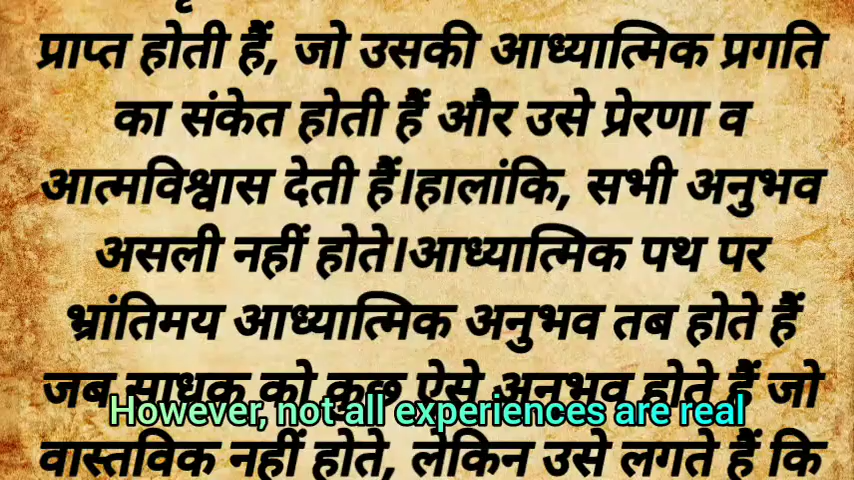 प्राप्त होती हैं, जो उसकी आध्यात्मिक प्रगति
का संकेत होती हैं और उसे प्रेरणा व
आत्मविश्वास देती हैं।हालांकि, सभी अनुभव
असली नहीं होते।आध्यात्मिक पथ पर
भ्रांतिमय आध्यात्मिक अनुभव तब होते हैं
जब साधक को कुछ ऐसे अनुभव होते हैं जो
However, not all experiences are real
वास्तविक नहीं होते, लेकिन उसे लगते हैं कि